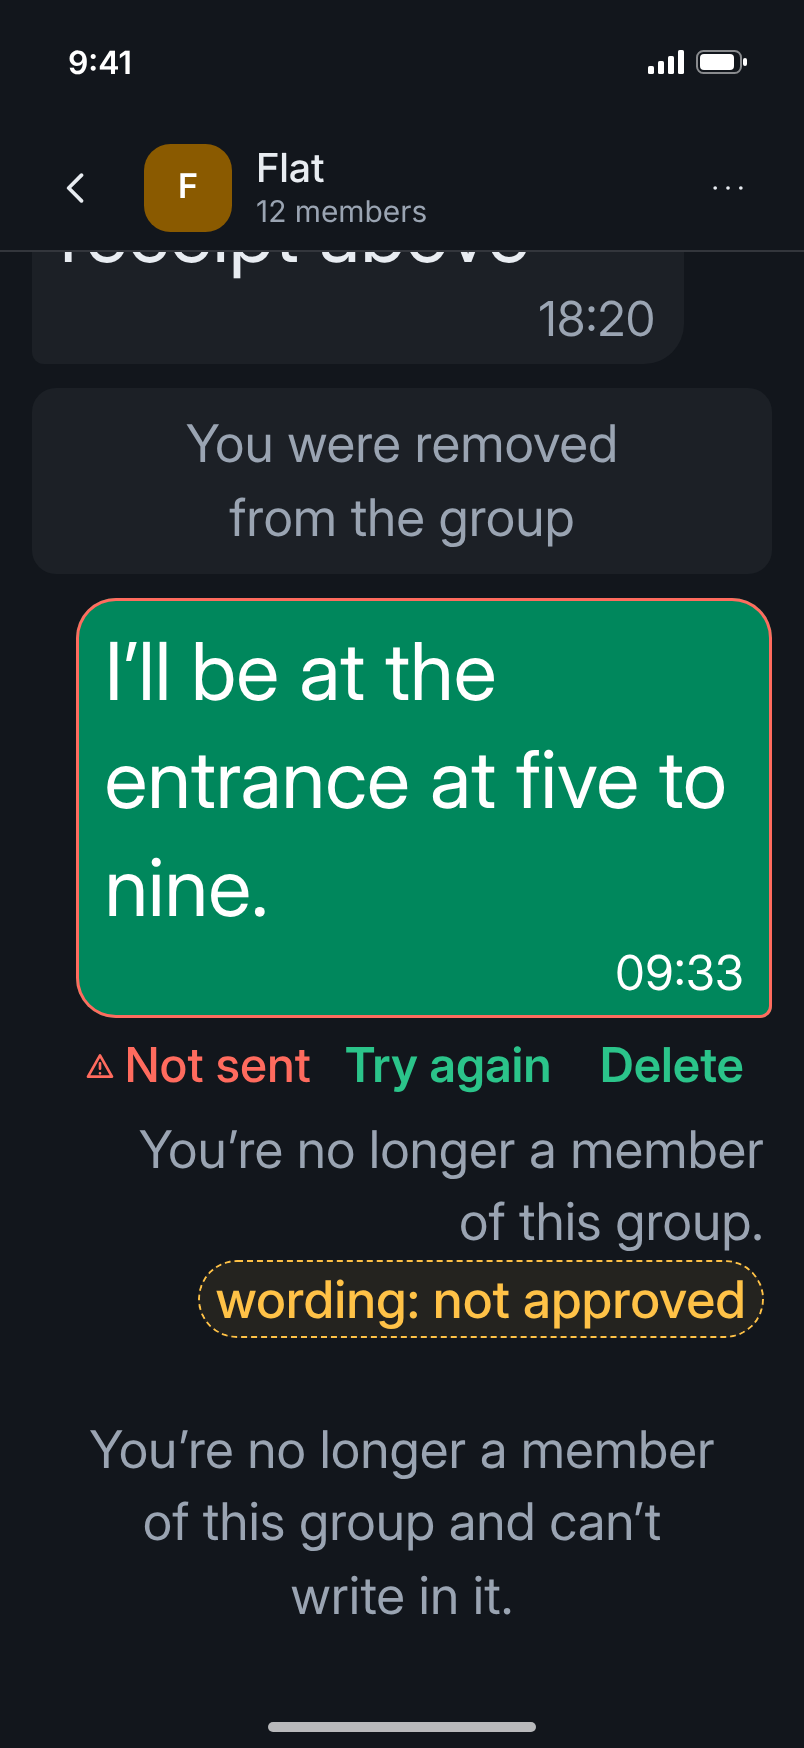 9:41
F
Flat
12 members
...
receipt above
18:20
You were removed
from the group
I’ll be at the
entrance at five to
nine.
09:33
Not sent Try again Delete
You’re no longer a member
of this group.
wording: not approved
You’re no longer a member
of this group and can’t
write in it.